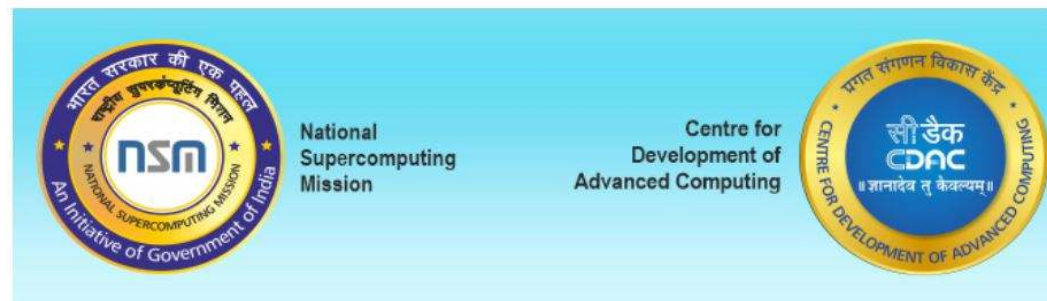 भारत सरकार की एक पहल
राष्ट्रीय सुपरकंप्यूटिंग मिशन
nsm
NATIONAL SUPERCOMPUTING MISSION
An Initiative of Government of India
National
Supercomputing
Mission
Centre for
Development of
Advanced Computing
प्रगत संगणन विकास केंद्र
सी डैक
CDAC
॥ज्ञानादेव तु कैवल्यम्॥
CENTRE FOR DEVELOPMENT OF ADVANCED COMPUTING